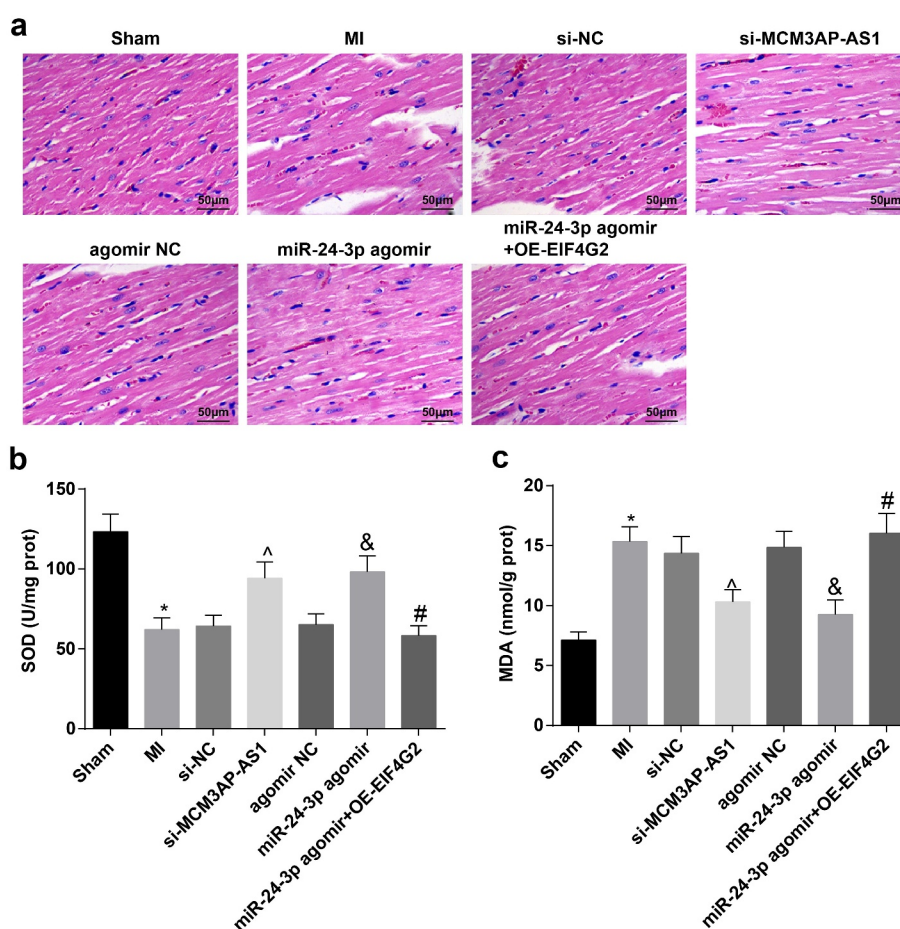 a
Sham MI si-NC si-MCM3AP-AS1
50μm 50μm 50μm 50μm
agomir NC miR-24-3p agomir miR-24-3p agomir
+OE-EIF4G2
50μm 50μm 50μm
b
SOD (U/mg prot)
150
100
50
0
*
^
&
#
Sham
MI
si-NC
si-MCM3AP-AS1
agomir NC
miR-24-3p agomir
miR-24-3p agomir+OE-EIF4G2
c
MDA (nmol/g prot)
20
15
10
5
0
*
^
&
#
Sham
MI
si-NC
si-MCM3AP-AS1
agomir NC
miR-24-3p agomir
miR-24-3p agomir+OE-EIF4G2